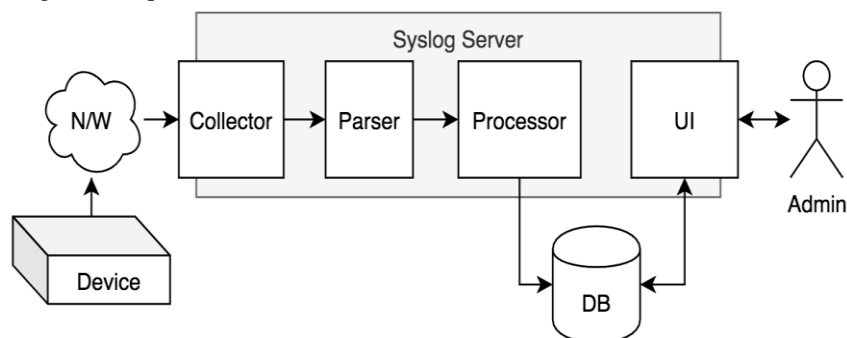 Syslog Server
N/W
Collector
Parser
Processor
UI
Admin
Device
DB